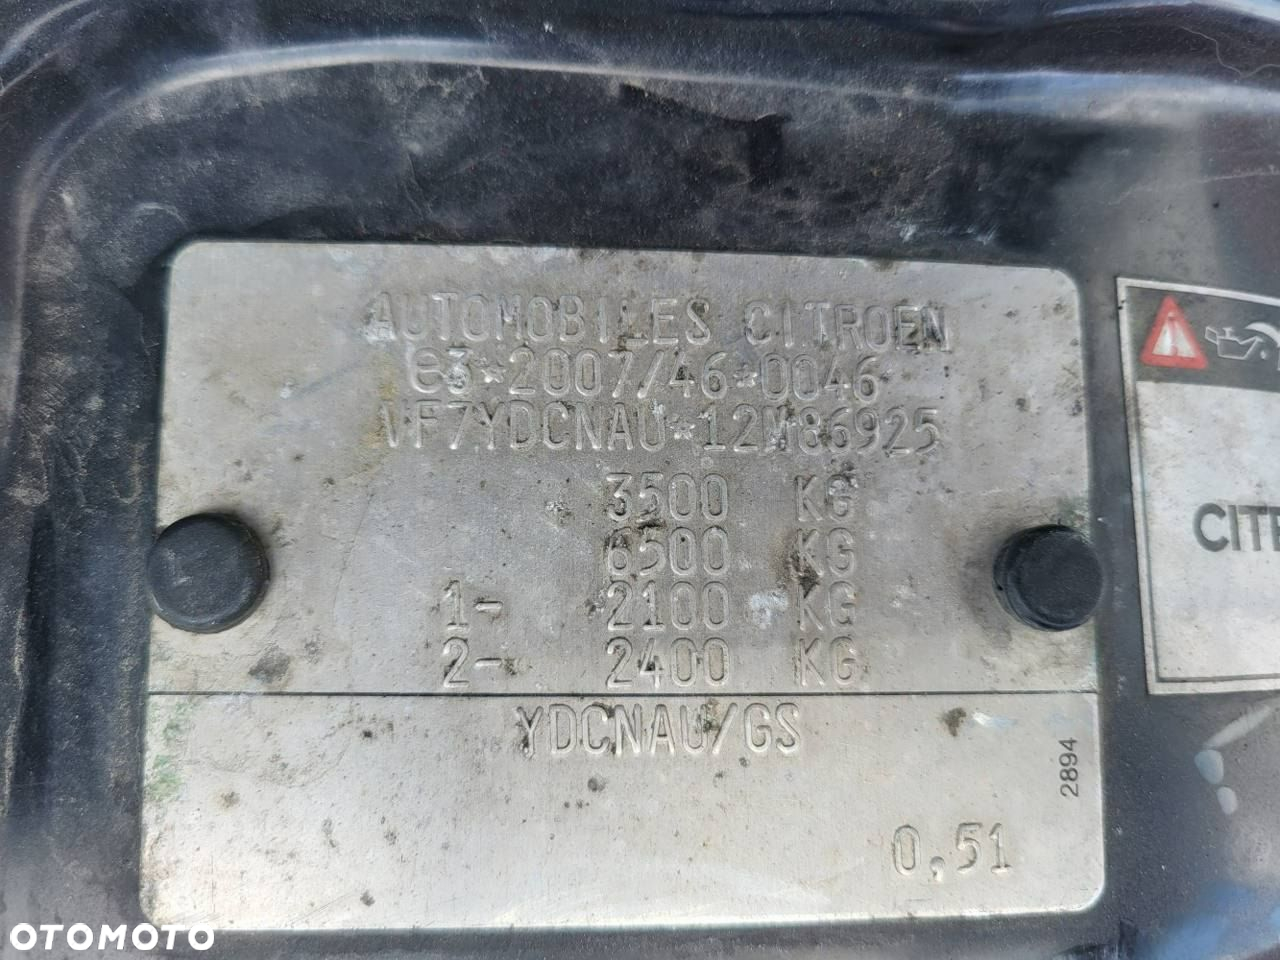 AUTOMOBILES CITROEN
e3*2007/46*0046
VF7YDCNAU*12M86925
3500 KG
6500 KG
1- 2100 KG
2- 2400 KG
YDCNAU/GS
2894
0,51
OTOMOTO